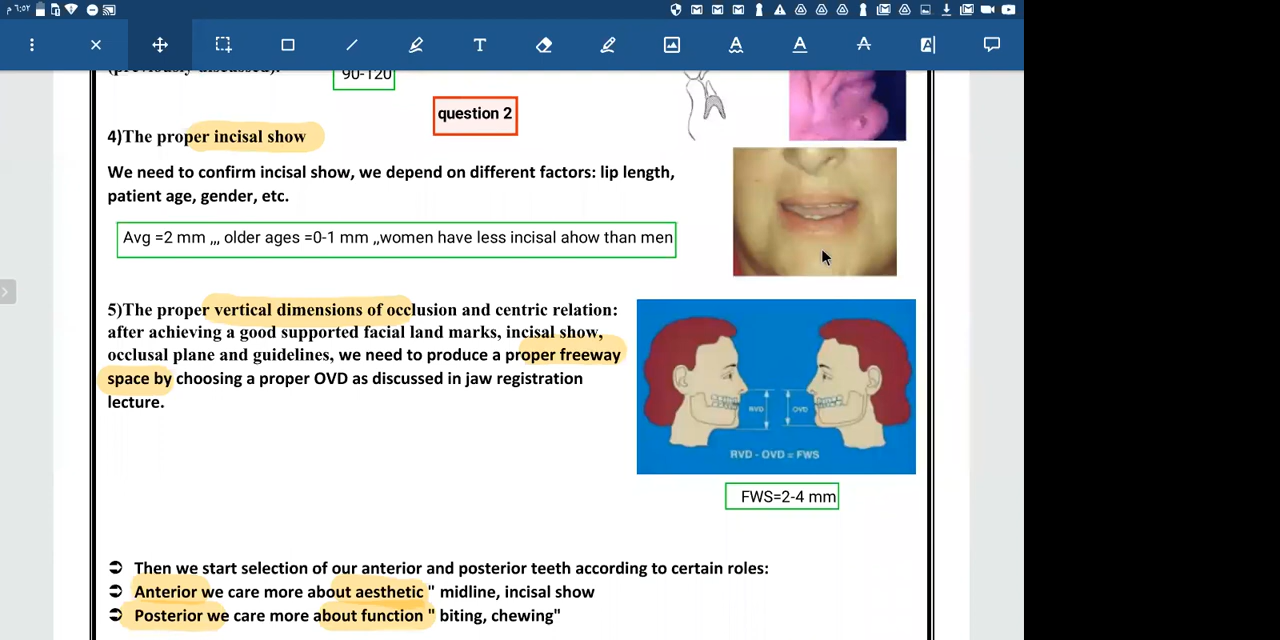 ٦:٥٢ م
(previously discussed).
90-120
question 2
4)The proper incisal show
We need to confirm incisal show, we depend on different factors: lip length,
patient age, gender, etc.
Avg =2 mm ,,, older ages =0-1 mm ,,women have less incisal ahow than men
5)The proper vertical dimensions of occlusion and centric relation:
after achieving a good supported facial land marks, incisal show,
occlusal plane and guidelines, we need to produce a proper freeway
space by choosing a proper OVD as discussed in jaw registration
lecture.
RVD
OVD
RVD - OVD = FWS
FWS=2-4 mm
Then we start selection of our anterior and posterior teeth according to certain roles:
Anterior we care more about aesthetic " midline, incisal show
Posterior we care more about function " biting, chewing"